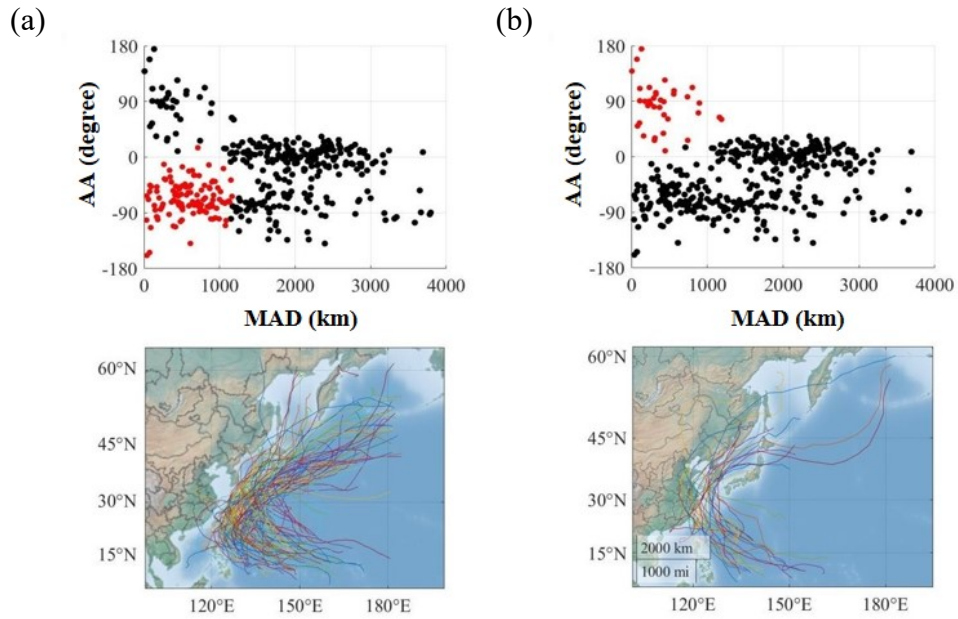 (a) (b)
180 180
90 90
0 0
-90 -90
-180 -180
AA (degree) AA (degree)
0 1000 2000 3000 4000 0 1000 2000 3000 4000
MAD (km) MAD (km)
60°N 60°N
45°N 45°N
30°N 30°N
15°N 15°N
2000 km
1000 mi
120°E 150°E 180°E 120°E 150°E 180°E